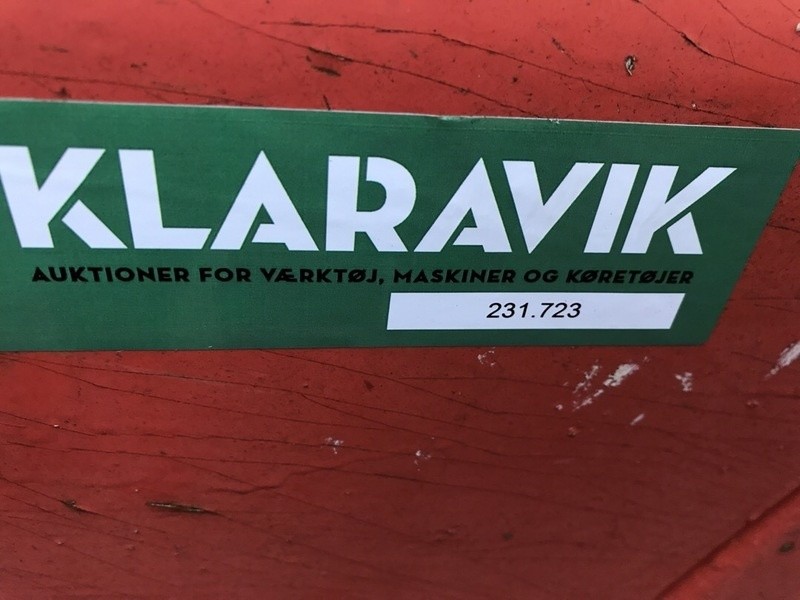 KLARAVIK
AUKTIONER FOR VÆRKTØJ, MASKINER OG KØRETØJER
231.723